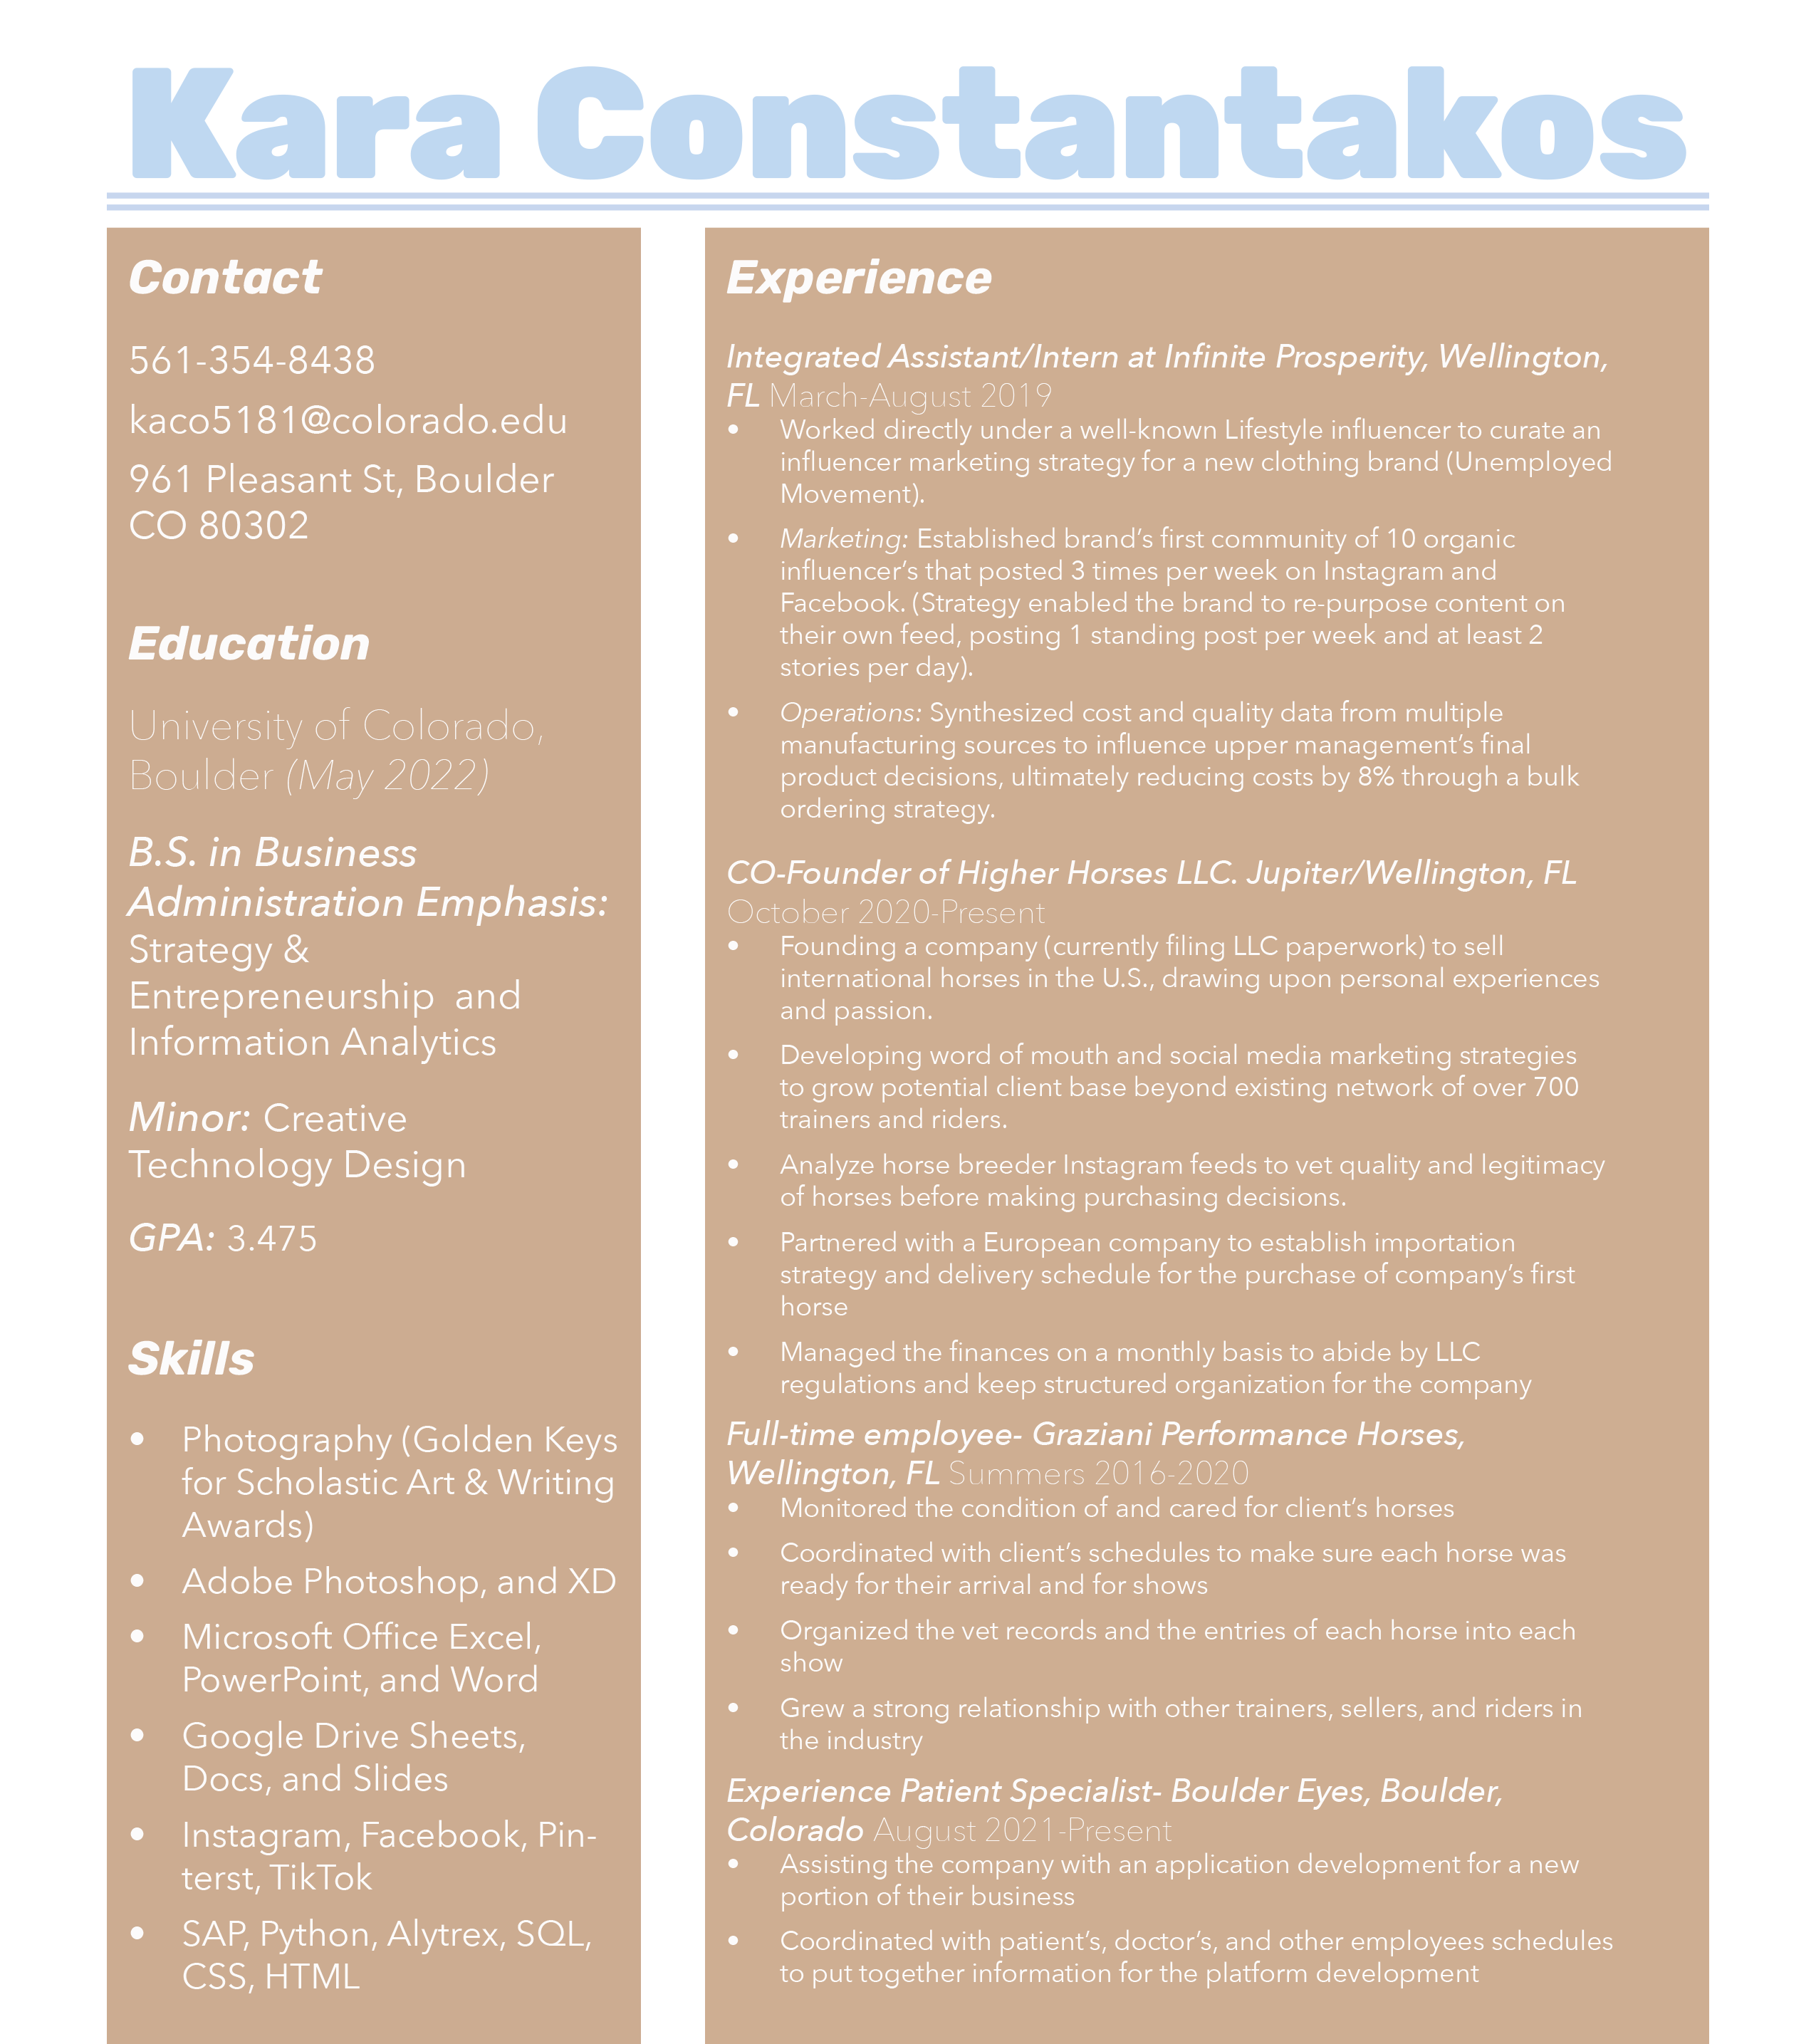 Kara Constantakos
Contact
561-354-8438
kaco5181@colorado.edu
961 Pleasant St, Boulder
CO 80302
Education
University of Colorado,
Boulder (May 2022)
B.S. in Business
Administration Emphasis:
Strategy &
Entrepreneurship and
Information Analytics
Minor: Creative
Technology Design
GPA: 3.475
Skills
• Photography (Golden Keys
for Scholastic Art & Writing
Awards)
• Adobe Photoshop, and XD
• Microsoft Office Excel,
PowerPoint, and Word
• Google Drive Sheets,
Docs, and Slides
• Instagram, Facebook, Pin-
terst, TikTok
• SAP, Python, Alytrex, SQL,
CSS, HTML
Experience
Integrated Assistant/Intern at Infinite Prosperity, Wellington,
FL March-August 2019
• Worked directly under a well-known Lifestyle influencer to curate an
influencer marketing strategy for a new clothing brand (Unemployed
Movement).
• Marketing: Established brand's first community of 10 organic
influencer's that posted 3 times per week on Instagram and
Facebook. (Strategy enabled the brand to re-purpose content on
their own feed, posting 1 standing post per week and at least 2
stories per day).
• Operations: Synthesized cost and quality data from multiple
manufacturing sources to influence upper management's final
product decisions, ultimately reducing costs by 8% through a bulk
ordering strategy.
CO-Founder of Higher Horses LLC. Jupiter/Wellington, FL
October 2020-Present
• Founding a company (currently filing LLC paperwork) to sell
international horses in the U.S., drawing upon personal experiences
and passion.
• Developing word of mouth and social media marketing strategies
to grow potential client base beyond existing network of over 700
trainers and riders.
• Analyze horse breeder Instagram feeds to vet quality and legitimacy
of horses before making purchasing decisions.
• Partnered with a European company to establish importation
strategy and delivery schedule for the purchase of company's first
horse
• Managed the finances on a monthly basis to abide by LLC
regulations and keep structured organization for the company
Full-time employee- Graziani Performance Horses,
Wellington, FL Summers 2016-2020
• Monitored the condition of and cared for client's horses
• Coordinated with client's schedules to make sure each horse was
ready for their arrival and for shows
• Organized the vet records and the entries of each horse into each
show
• Grew a strong relationship with other trainers, sellers, and riders in
the industry
Experience Patient Specialist- Boulder Eyes, Boulder,
Colorado August 2021-Present
• Assisting the company with an application development for a new
portion of their business
• Coordinated with patient's, doctor's, and other employees schedules
to put together information for the platform development